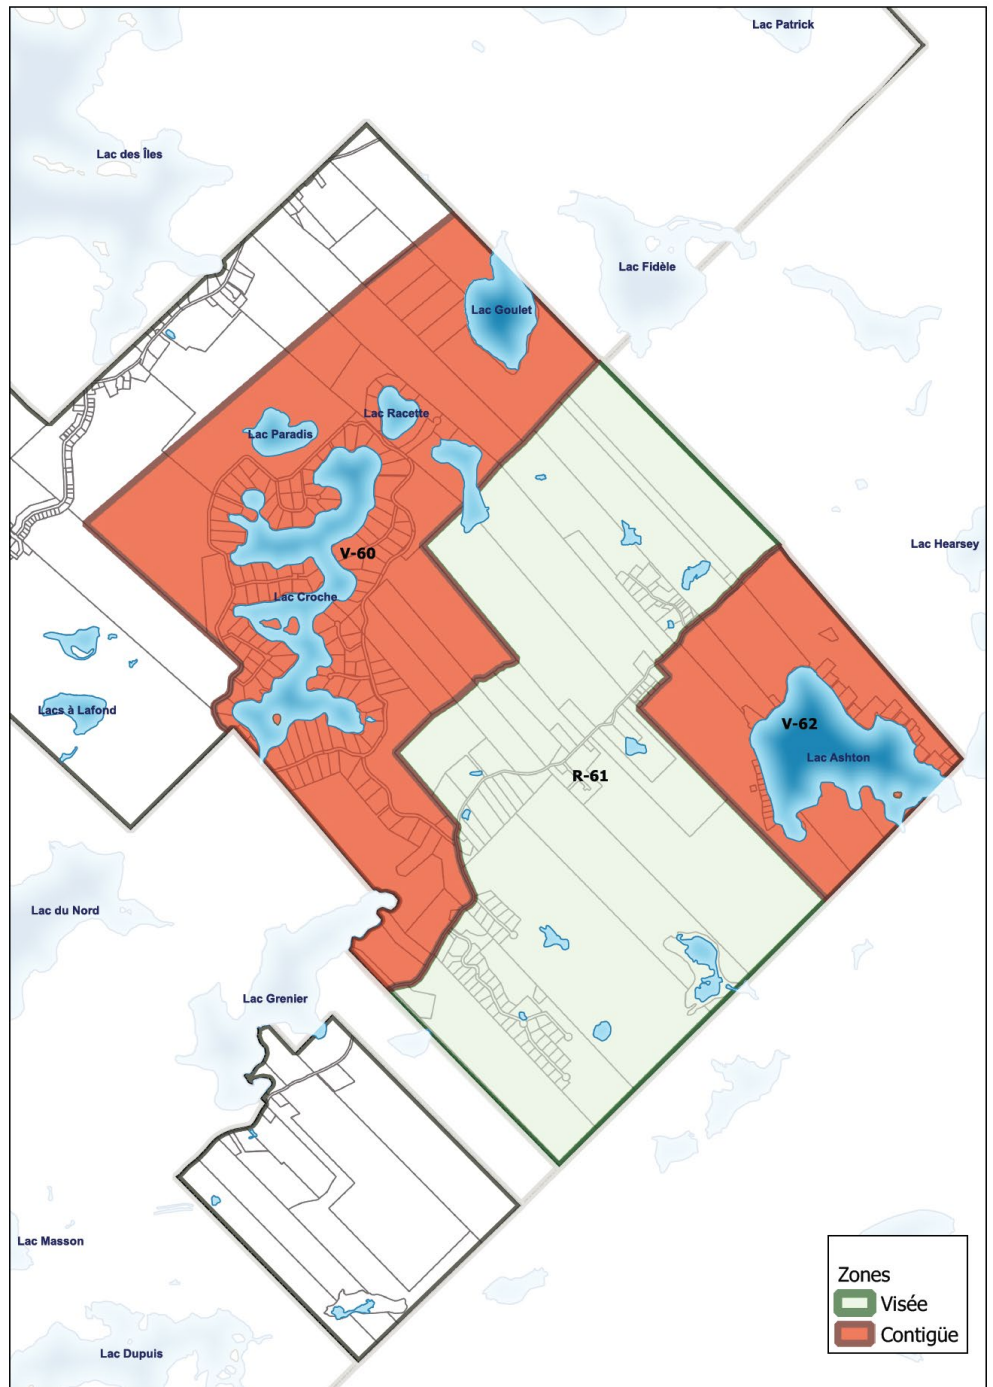 Lac Patrick
Lac des Îles
Lac Fidèle
Lac Goulet
Lac Racette
Lac Paradis
Lac Hearsey
V-60
Lac Croche
Lacs à Lafond
V-62
Lac Ashton
R-61
Lac du Nord
Lac Grenier
Lac Masson
Lac Dupuis
Zones
Visée
Contigüe